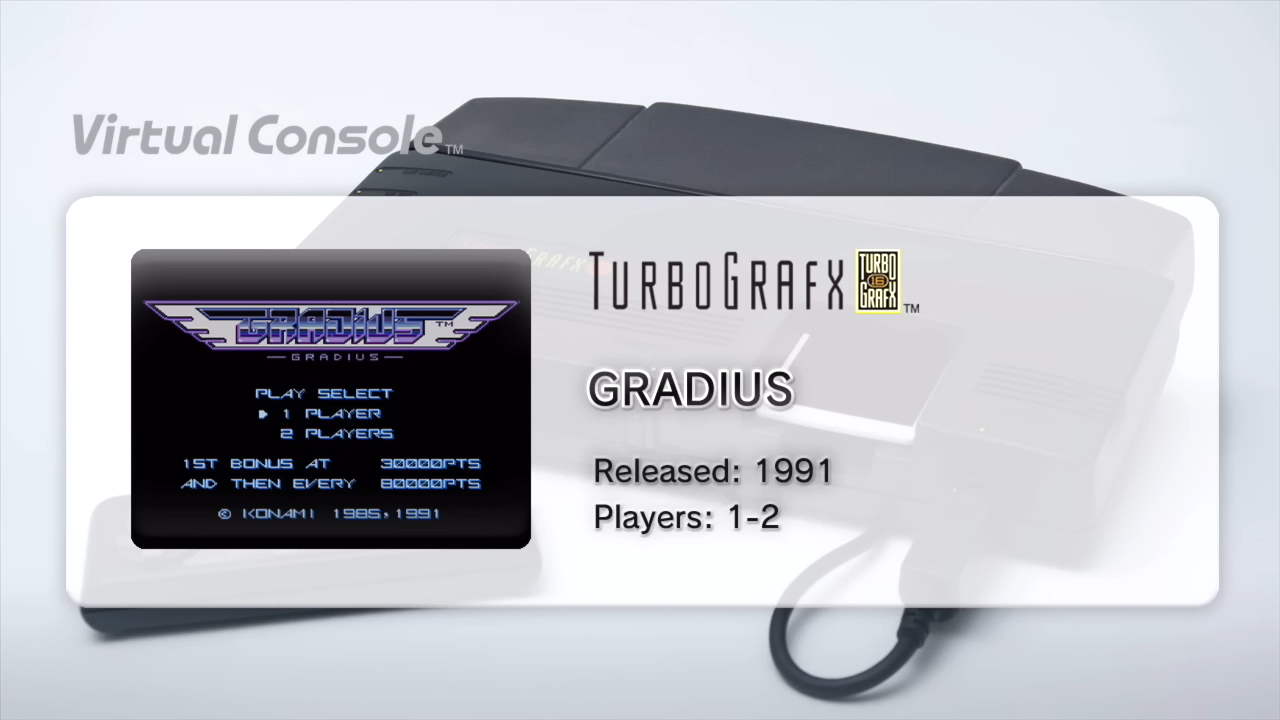 Virtual Console™
GRADIUS™
GRADIUS
PLAY SELECT
1 PLAYER
2 PLAYERS
1ST BONUS AT 30000PTS
AND THEN EVERY 80000PTS
© KONAMI 1985,1991
TURBOGRAFX TURBO 16 GRAFX ™
GRADIUS
Released: 1991
Players: 1-2